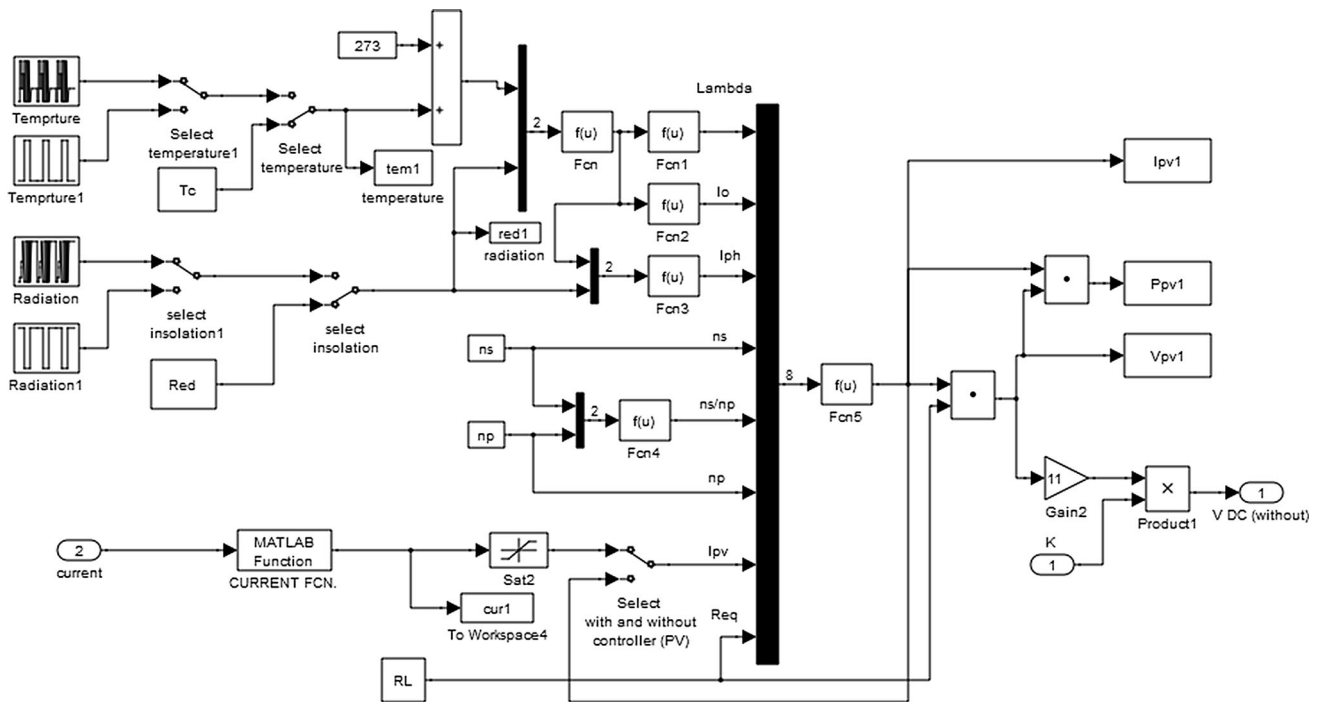 273
+
+
Temprture
Select
temperature1
Select
temperature
Temprture1
Tc
tem1
temperature
2
f(u)
Fcn
f(u)
Fcn1
Lambda
f(u)
Fcn2
Io
red1
radiation
2
f(u)
Fcn3
Iph
Radiation
select
insolation1
select
insolation
Radiation1
Red
ns
ns
np
2
f(u)
Fcn4
ns/np
np
8
f(u)
Fcn5
Ipv1
Ppv1
Vpv1
11
Gain2
×
Product1
1
V DC (without)
K
1
2
current
MATLAB
Function
CURRENT FCN.
Sat2
cur1
To Workspace4
Select
with and without
controller (PV)
Ipv
Req
RL